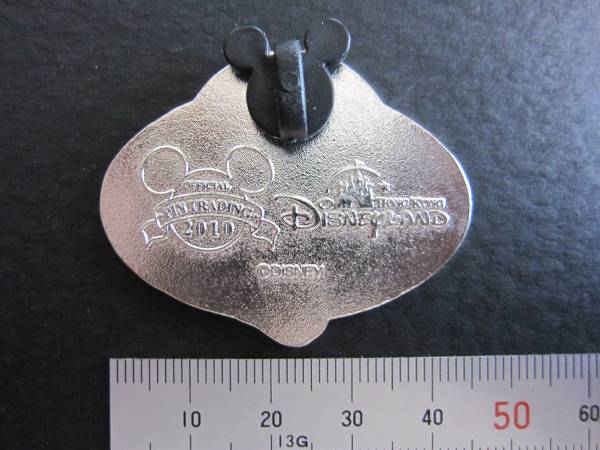 OFFICIAL
PIN TRADING
2010
HONG KONG
DISNEYLAND
©DISNEY
10 20 30 40 50 60
13G